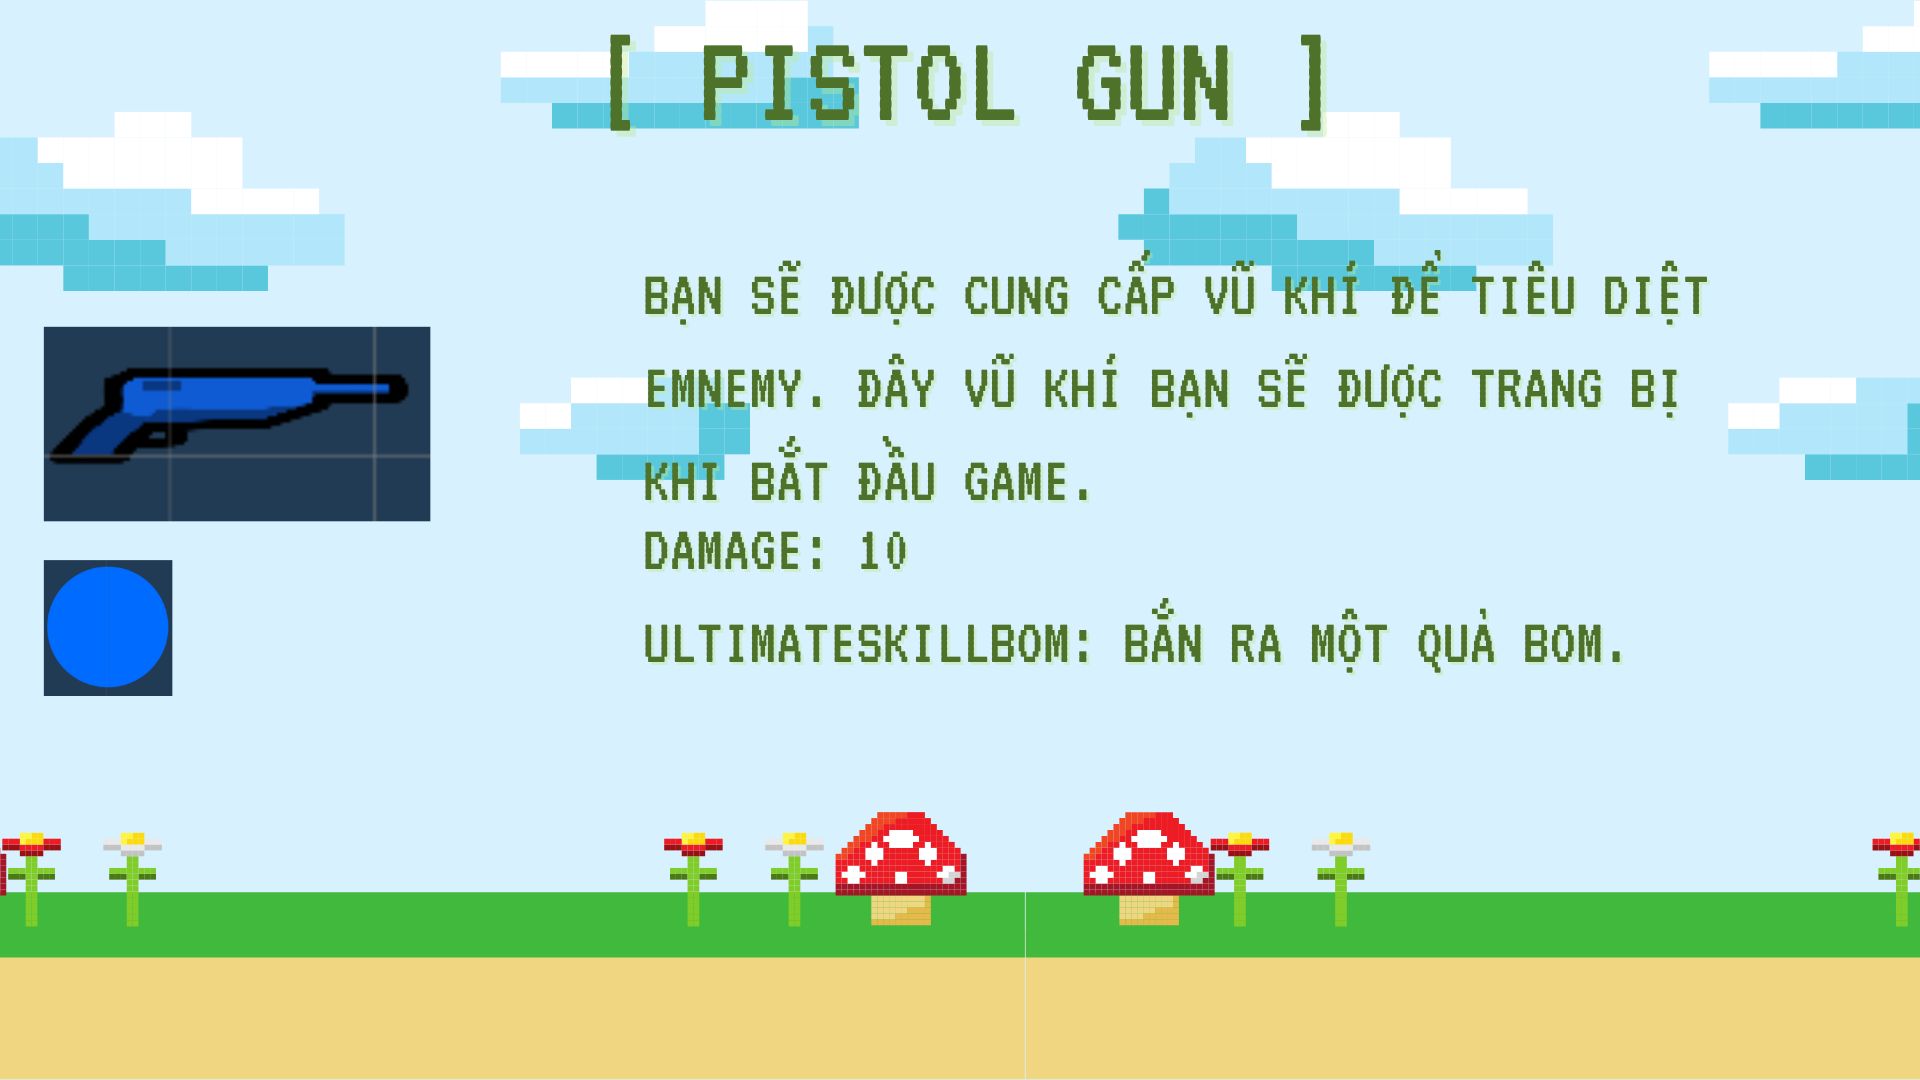 [ PISTOL GUN ]
BẠN SẼ ĐƯỢC CUNG CẤP VŨ KHÍ ĐỂ TIÊU DIỆT
EMNEMY. ĐÂY VŨ KHÍ BẠN SẼ ĐƯỢC TRANG BỊ
KHI BẮT ĐẦU GAME.
DAMAGE: 10
ULTIMATESKILLBOM: BẮN RA MỘT QUẢ BOM.